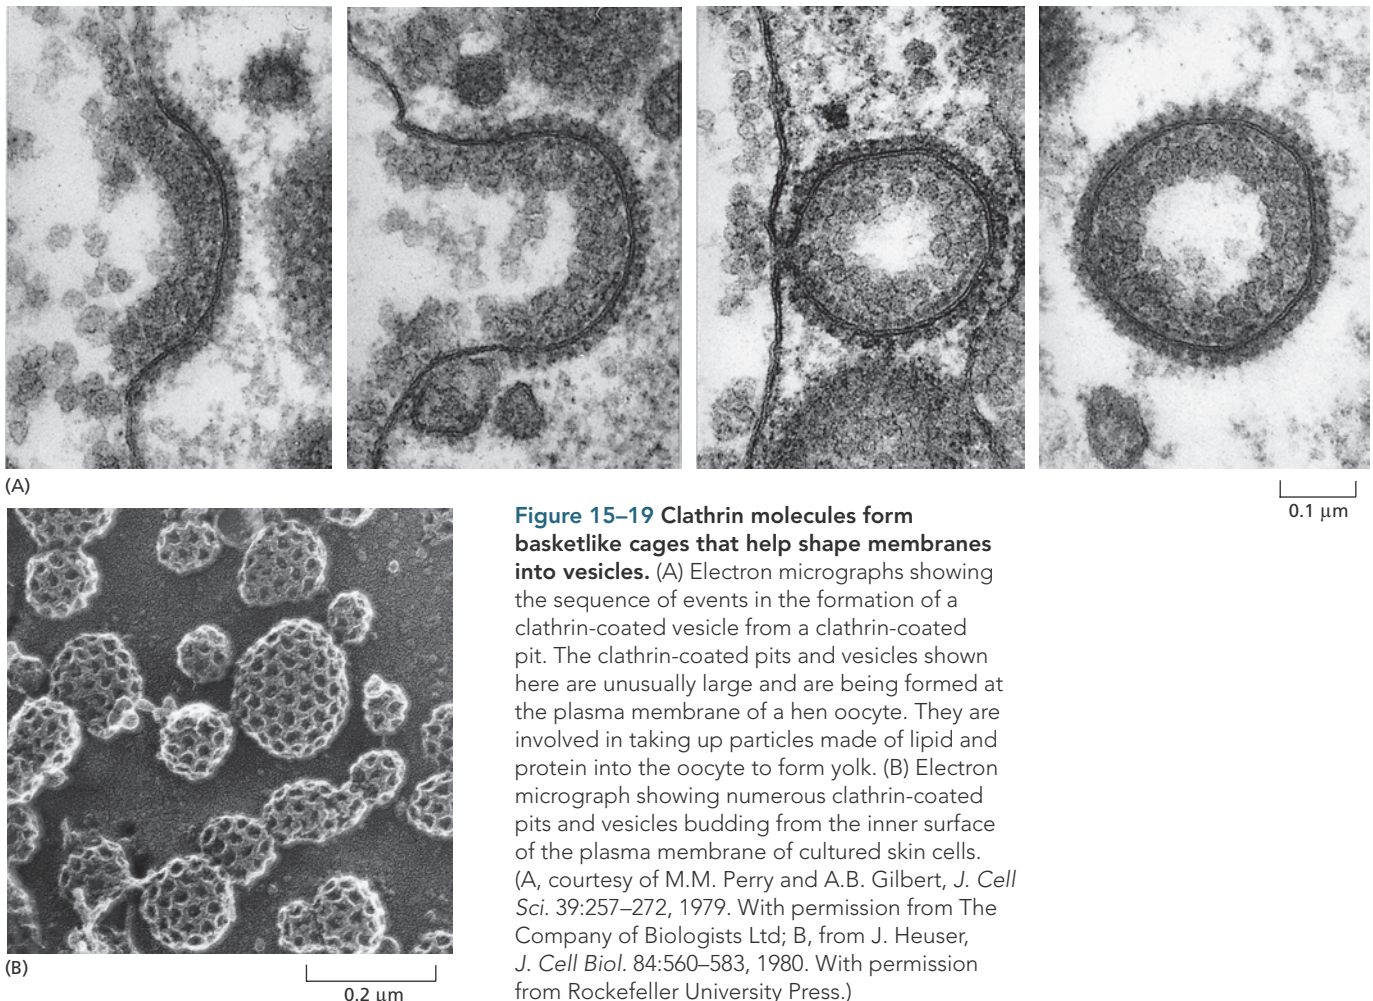 (A)
0.1 μm
(B)
0.2 μm
Figure 15–19 Clathrin molecules form
basketlike cages that help shape membranes
into vesicles. (A) Electron micrographs showing
the sequence of events in the formation of a
clathrin-coated vesicle from a clathrin-coated
pit. The clathrin-coated pits and vesicles shown
here are unusually large and are being formed at
the plasma membrane of a hen oocyte. They are
involved in taking up particles made of lipid and
protein into the oocyte to form yolk. (B) Electron
micrograph showing numerous clathrin-coated
pits and vesicles budding from the inner surface
of the plasma membrane of cultured skin cells.
(A, courtesy of M.M. Perry and A.B. Gilbert, J. Cell
Sci. 39:257–272, 1979. With permission from The
Company of Biologists Ltd; B, from J. Heuser,
J. Cell Biol. 84:560–583, 1980. With permission
from Rockefeller University Press.)